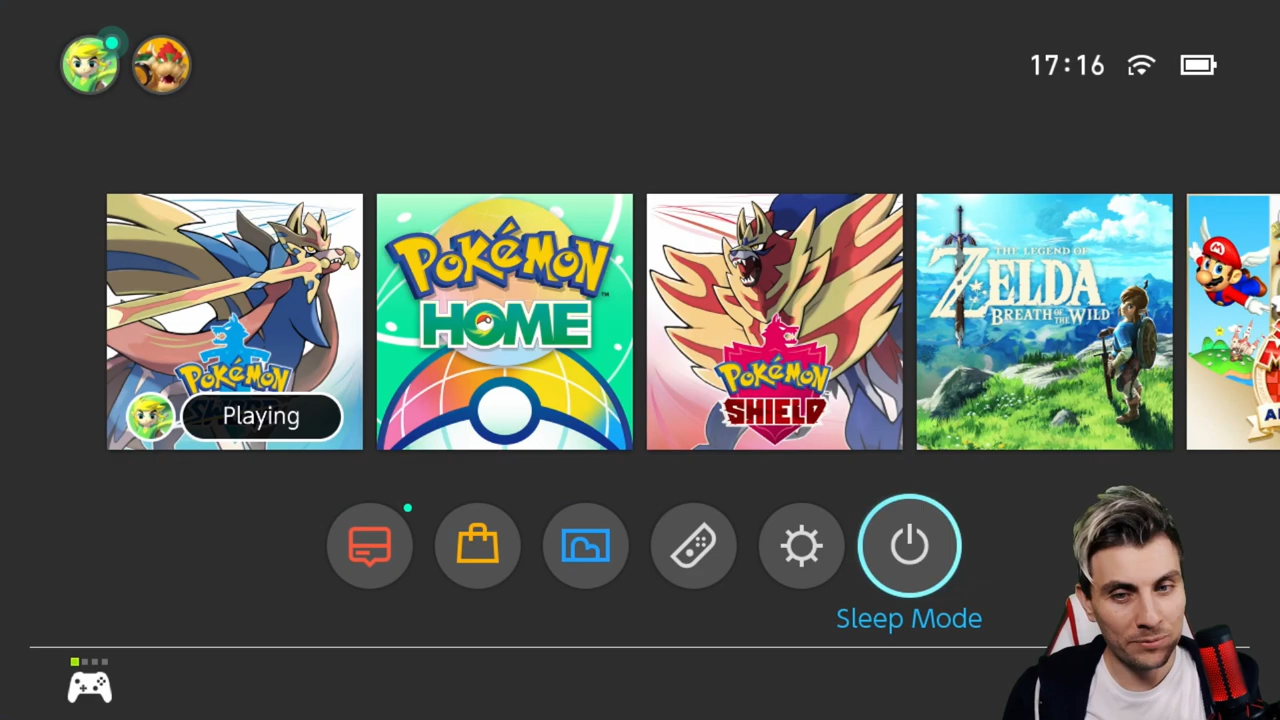 17:16
POKÉMON
Playing
POKÉMON
HOME
POKÉMON
SHIELD
THE LEGEND OF
ZELDA
BREATH OF THE WILD
Sleep Mode